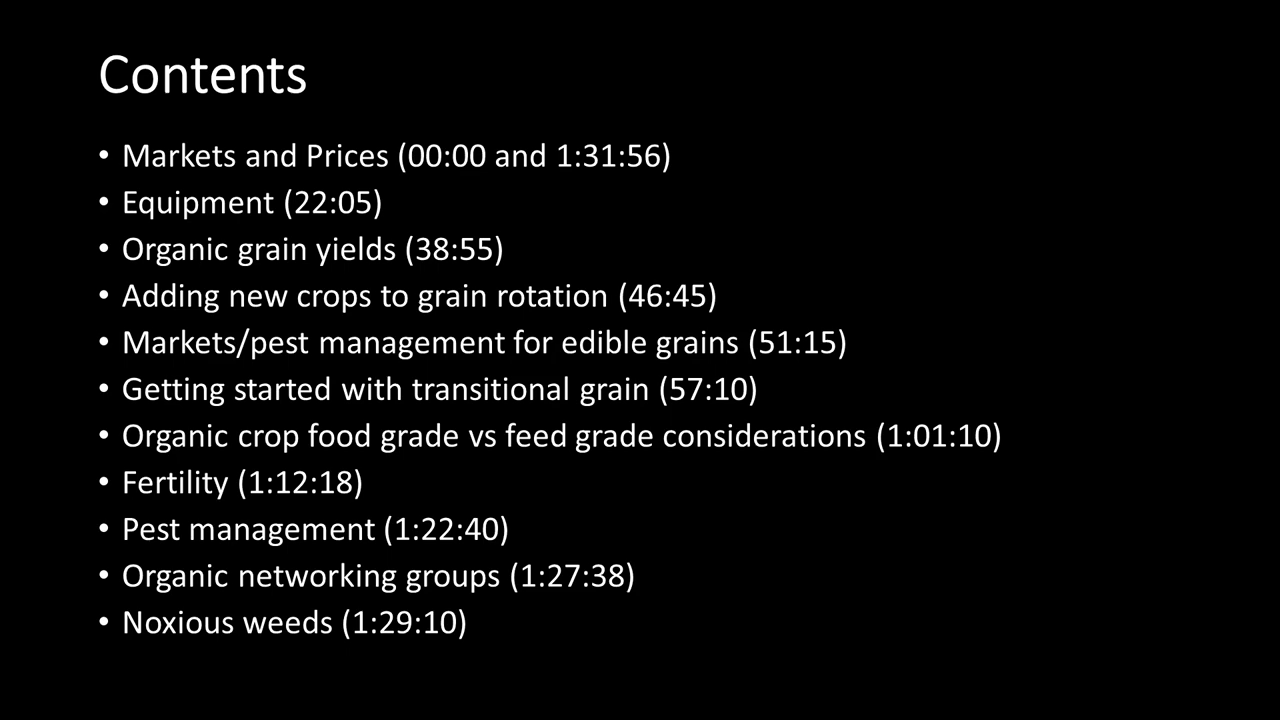 Contents
• Markets and Prices (00:00 and 1:31:56)
• Equipment (22:05)
• Organic grain yields (38:55)
• Adding new crops to grain rotation (46:45)
• Markets/pest management for edible grains (51:15)
• Getting started with transitional grain (57:10)
• Organic crop food grade vs feed grade considerations (1:01:10)
• Fertility (1:12:18)
• Pest management (1:22:40)
• Organic networking groups (1:27:38)
• Noxious weeds (1:29:10)